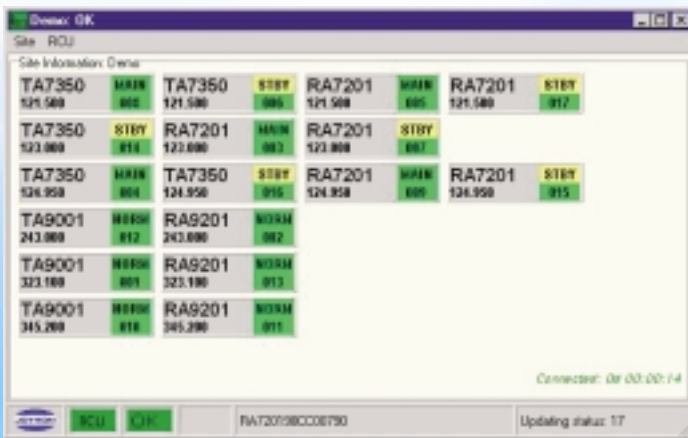 Demo: OK
Site RCU
Site Information: Demo
TA7350 MAIN TA7350 STBY RA7201 MAIN RA7201 STBY
121.500 121.500 006 121.500 005 121.500 017
TA7350 STBY RA7201 MAIN RA7201 STBY
123.000 014 123.000 003 123.000 007
TA7350 MAIN TA7350 STBY RA7201 MAIN RA7201 STBY
124.950 004 124.950 016 124.950 009 124.950 015
TA9001 NORM RA9201 NORM
243.000 012 243.000 002
TA9001 NORM RA9201 NORM
323.100 001 323.100 013
TA9001 NORM RA9201 NORM
345.200 010 345.200 011
Connected: 0d 00:00:14
RCU OK Updating status: 17